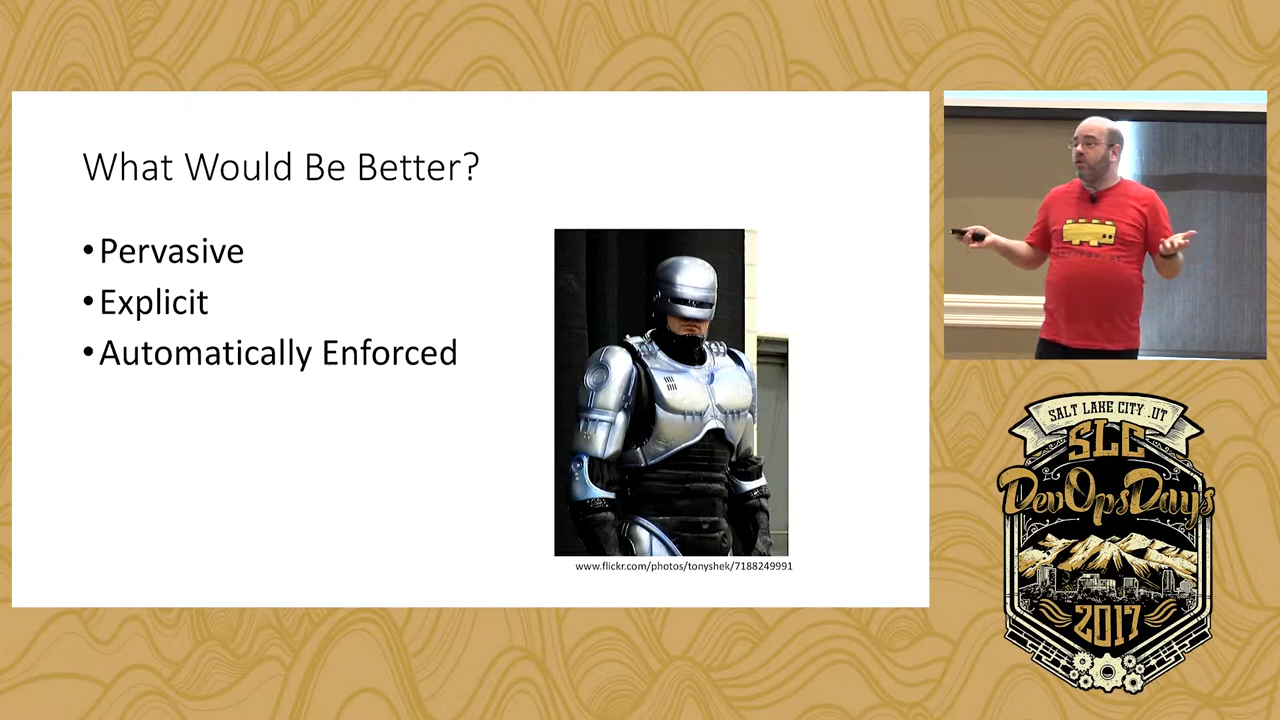 What Would Be Better?
•Pervasive
•Explicit
•Automatically Enforced
www.flickr.com/photos/tonyshek/7188249991
SALT LAKE CITY .UT
SLC
DevOpsDays
2017